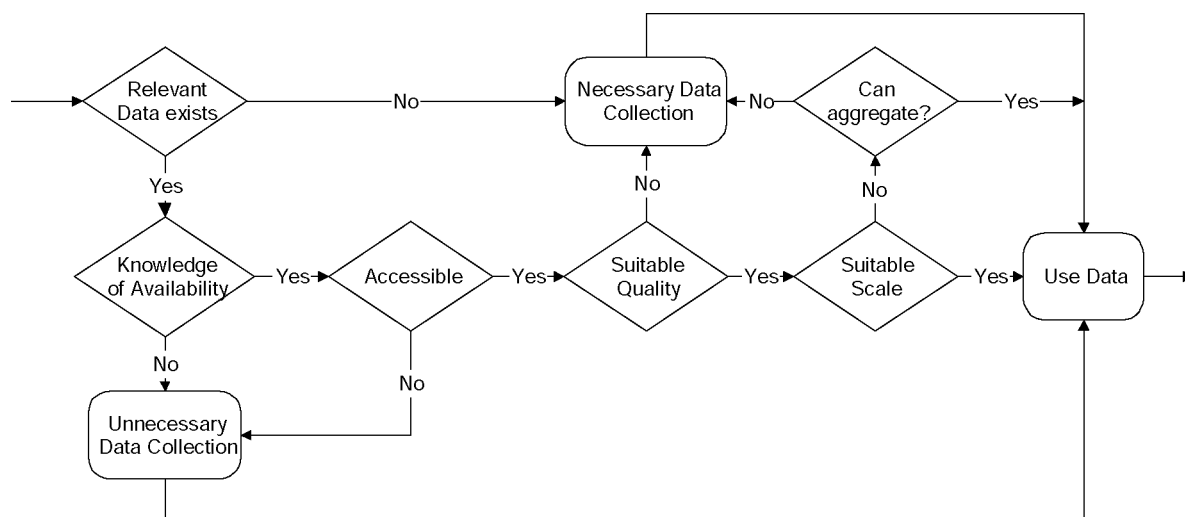 Relevant
Data exists
No
Necessary Data
Collection
No
Can
aggregate?
Yes
Yes
No
No
Knowledge
of Availability
Yes
Accessible
Yes
Suitable
Quality
Yes
Suitable
Scale
Yes
Use Data
No
No
Unnecessary
Data Collection